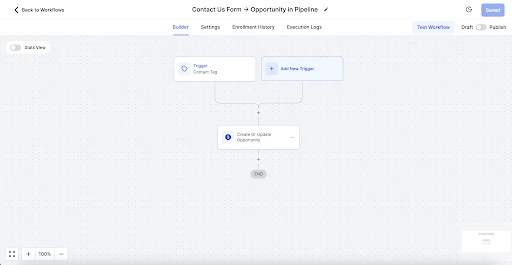 Back to Workflows
Contact Us Form → Opportunity in Pipeline
Saved
Builder
Settings
Enrollment History
Execution Logs
Test Workflow
Draft
Publish
Stats View
Trigger
Contact Tag
Add New Trigger
Create Or Update
Opportunity
END
100%